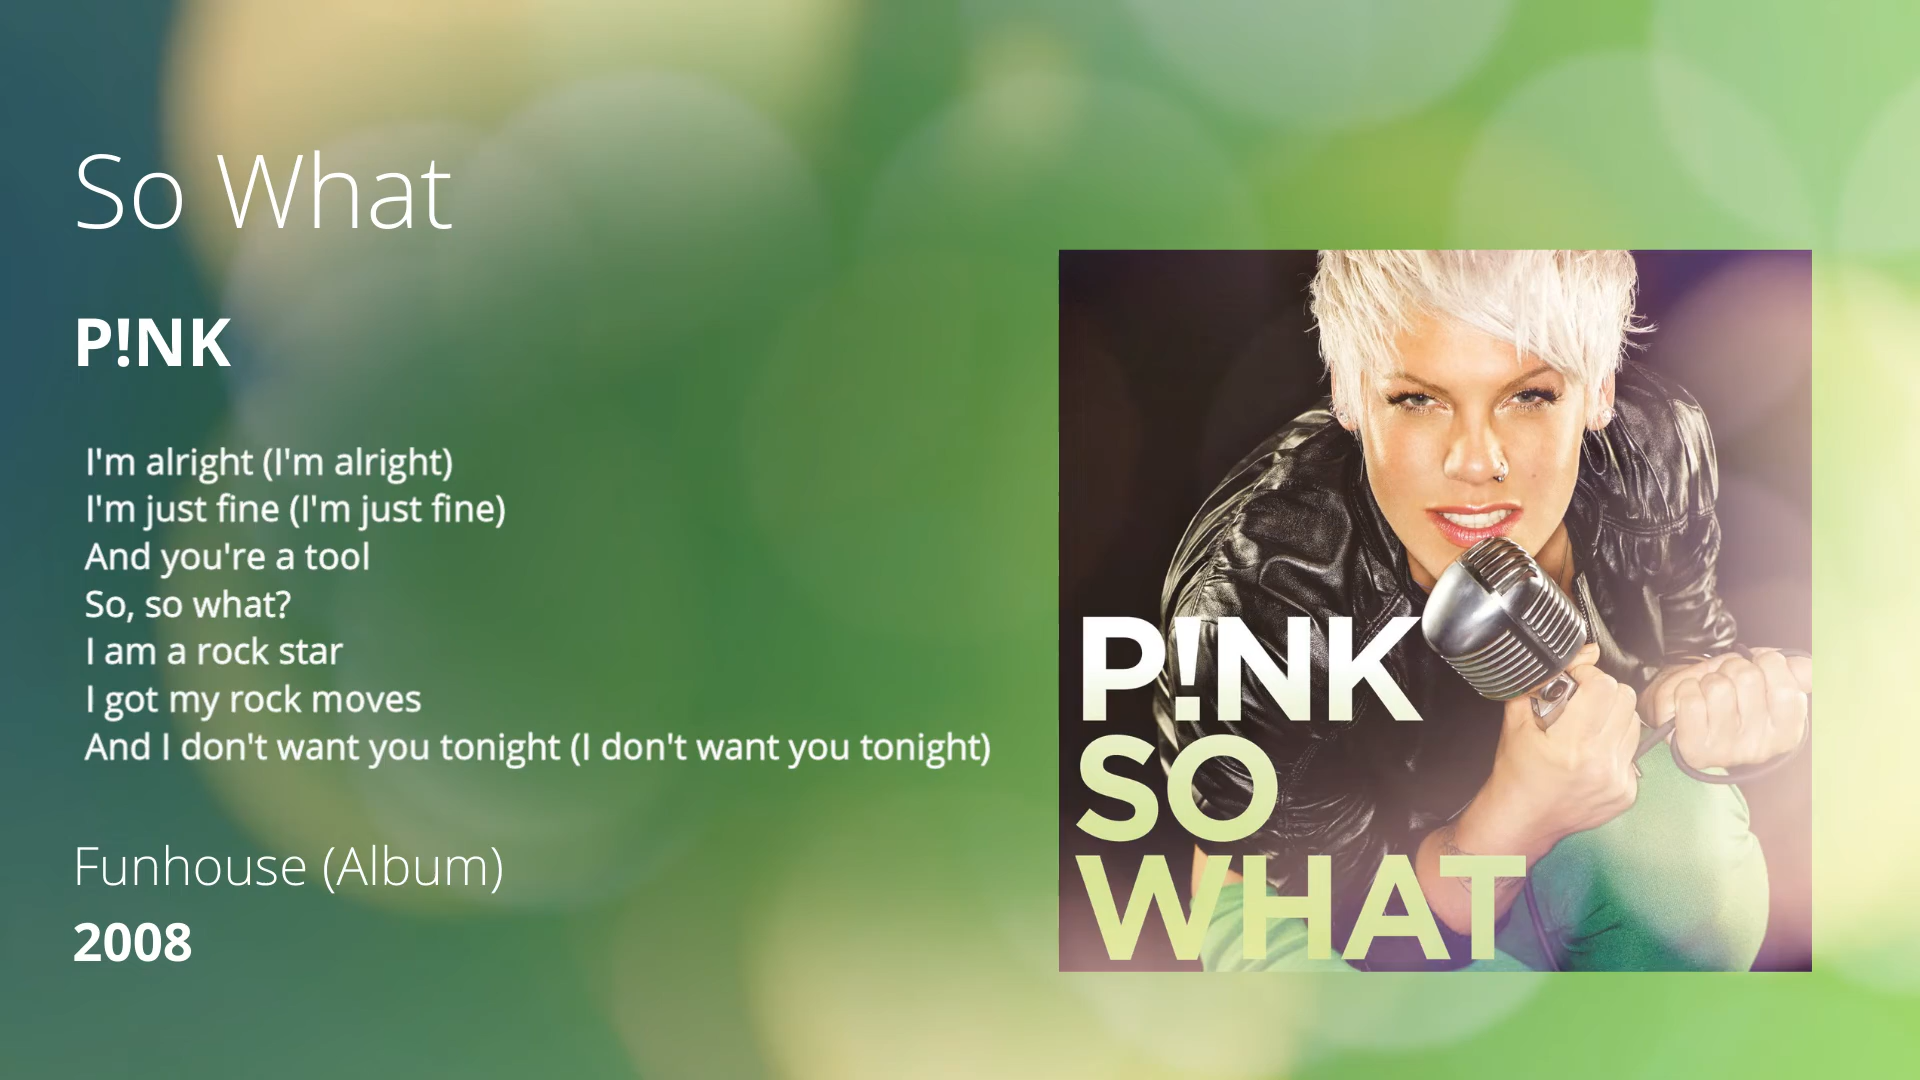 So What
P!NK
I'm alright (I'm alright)
I'm just fine (I'm just fine)
And you're a tool
So, so what?
I am a rock star
I got my rock moves
And I don't want you tonight (I don't want you tonight)
Funhouse (Album)
2008
P!NK
SO
WHAT